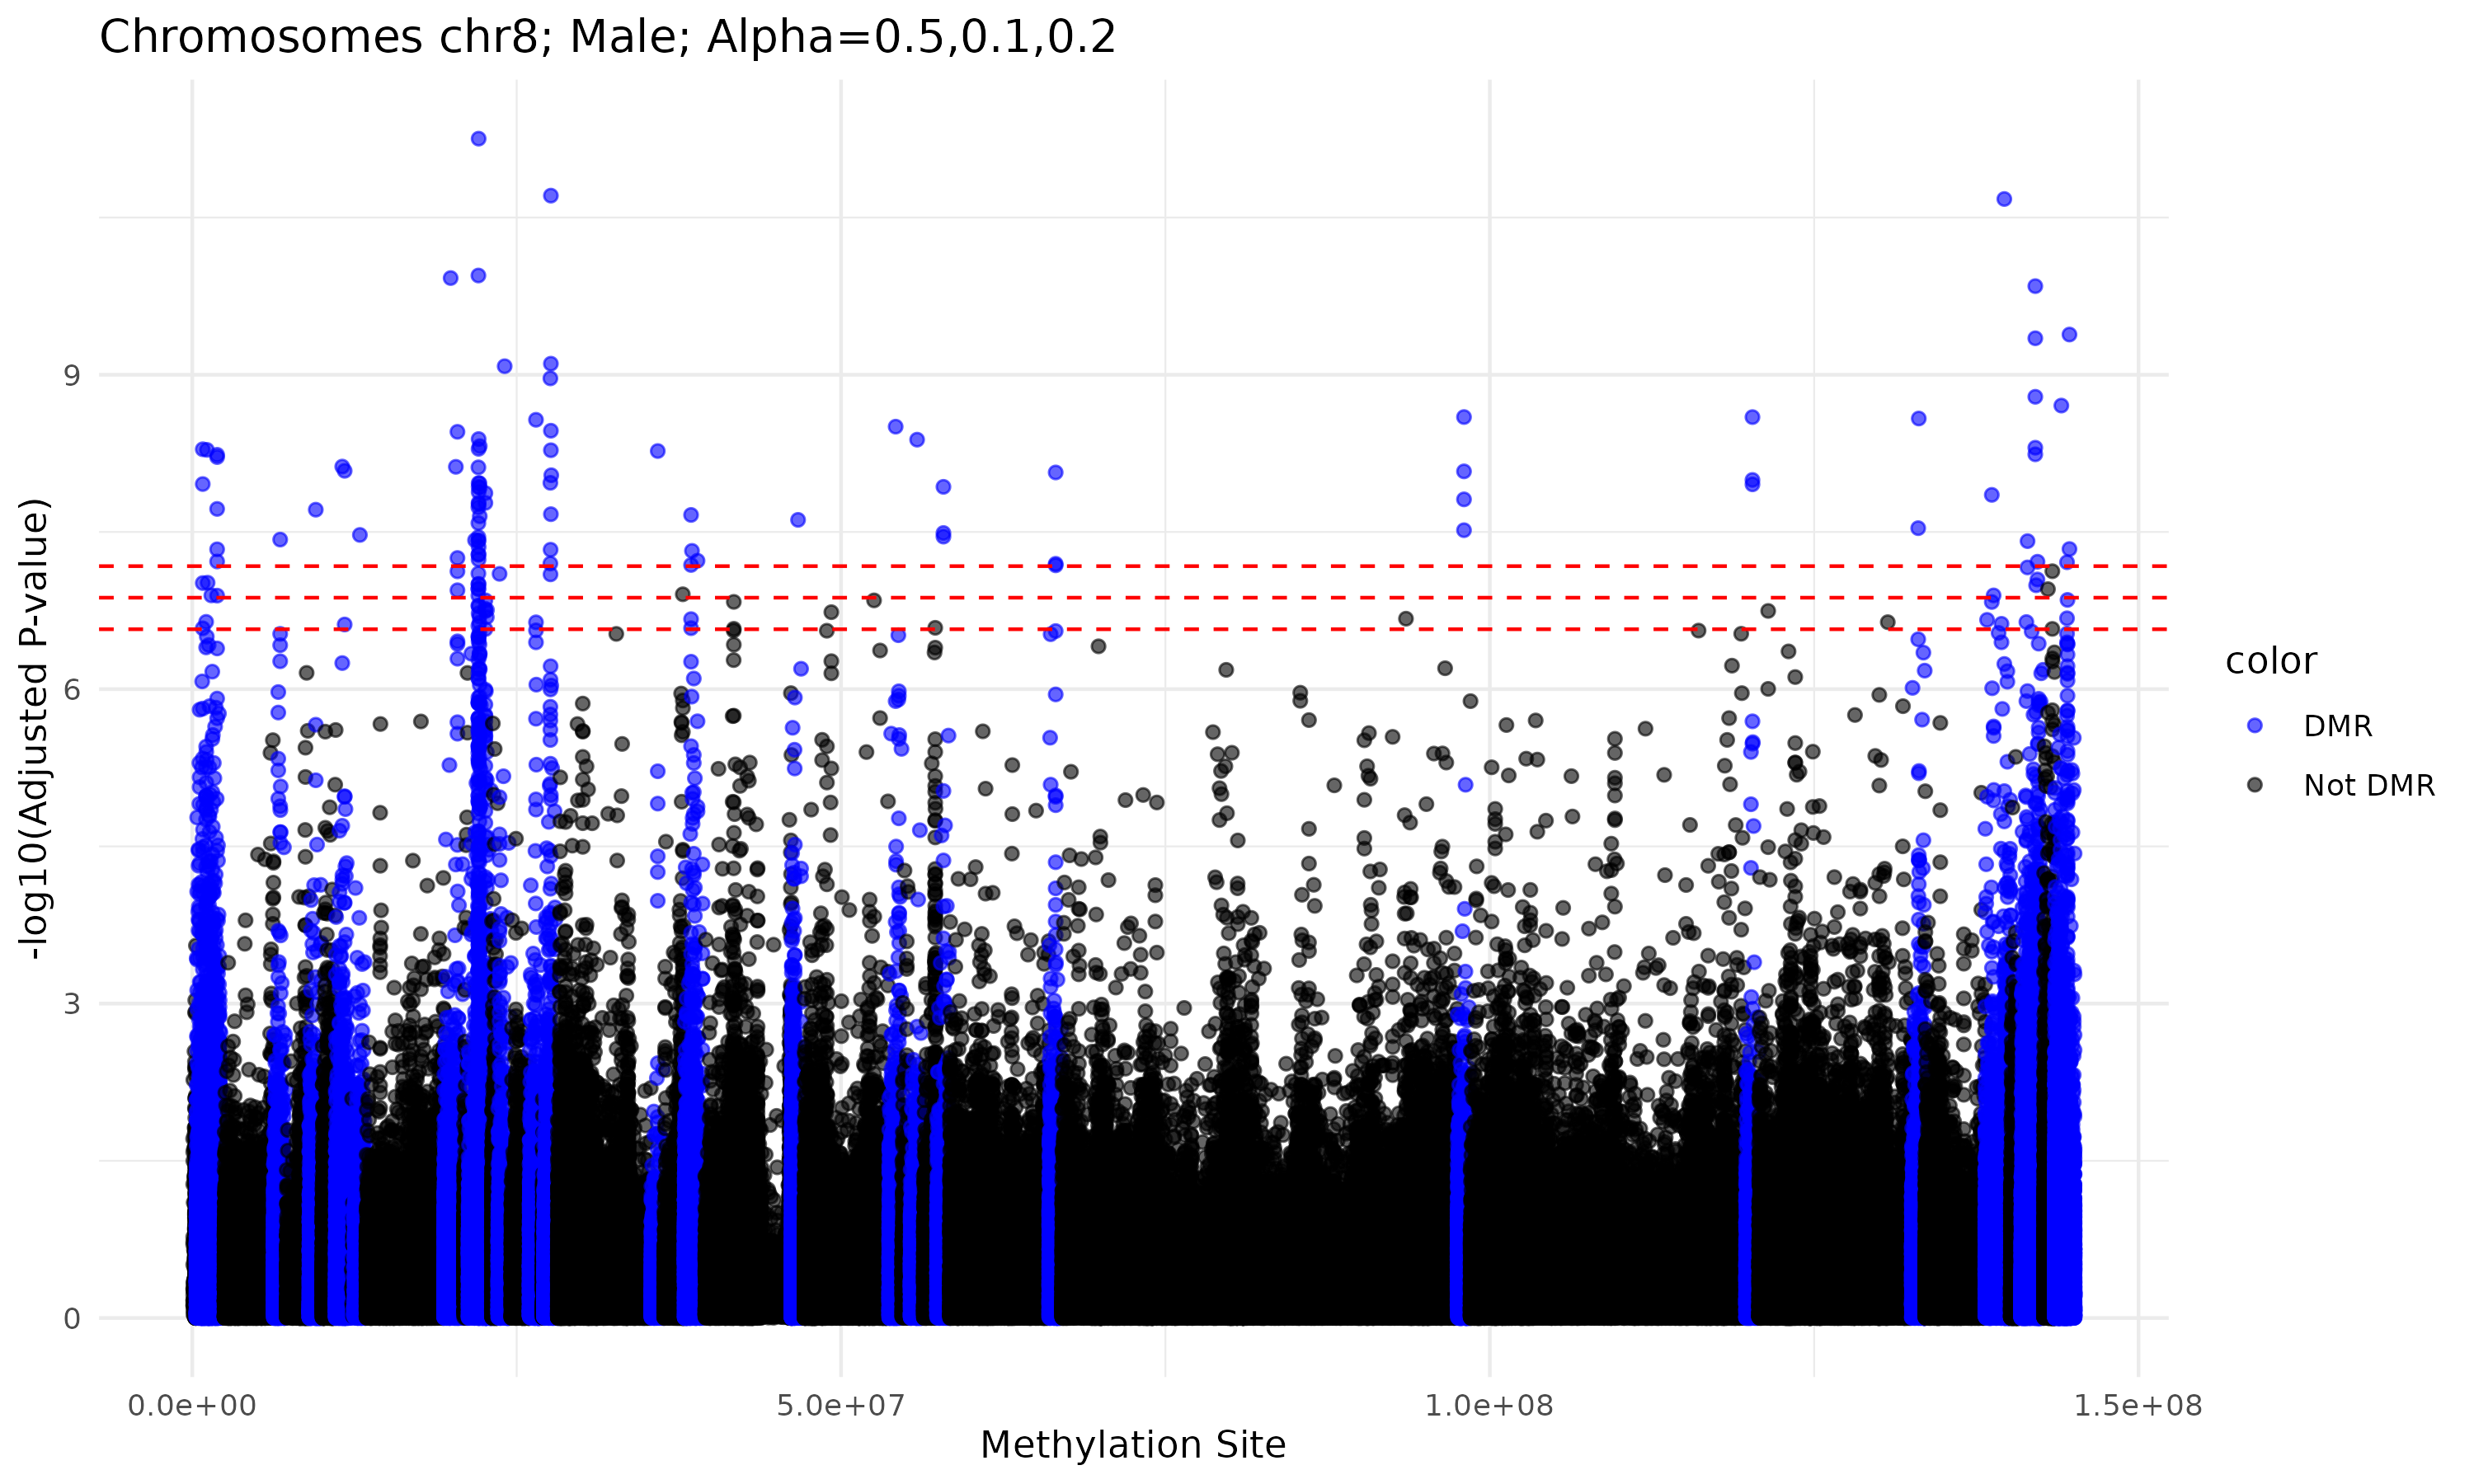 Chromosomes chr8; Male; Alpha=0.5,0.1,0.2
-log10(Adjusted P-value)
9
6
3
0
0.0e+00
5.0e+07
1.0e+08
1.5e+08
Methylation Site
color
DMR
Not DMR